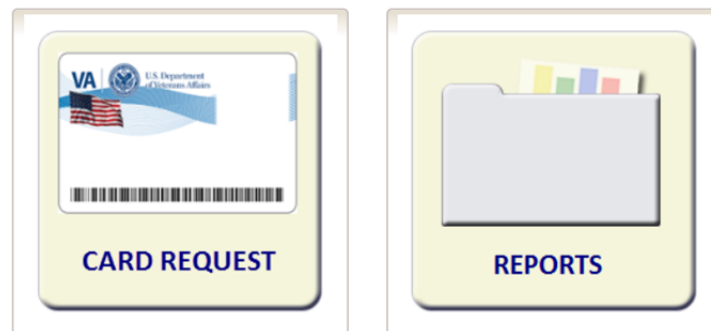 VA
U.S. Department
of Veterans Affairs
CARD REQUEST
REPORTS